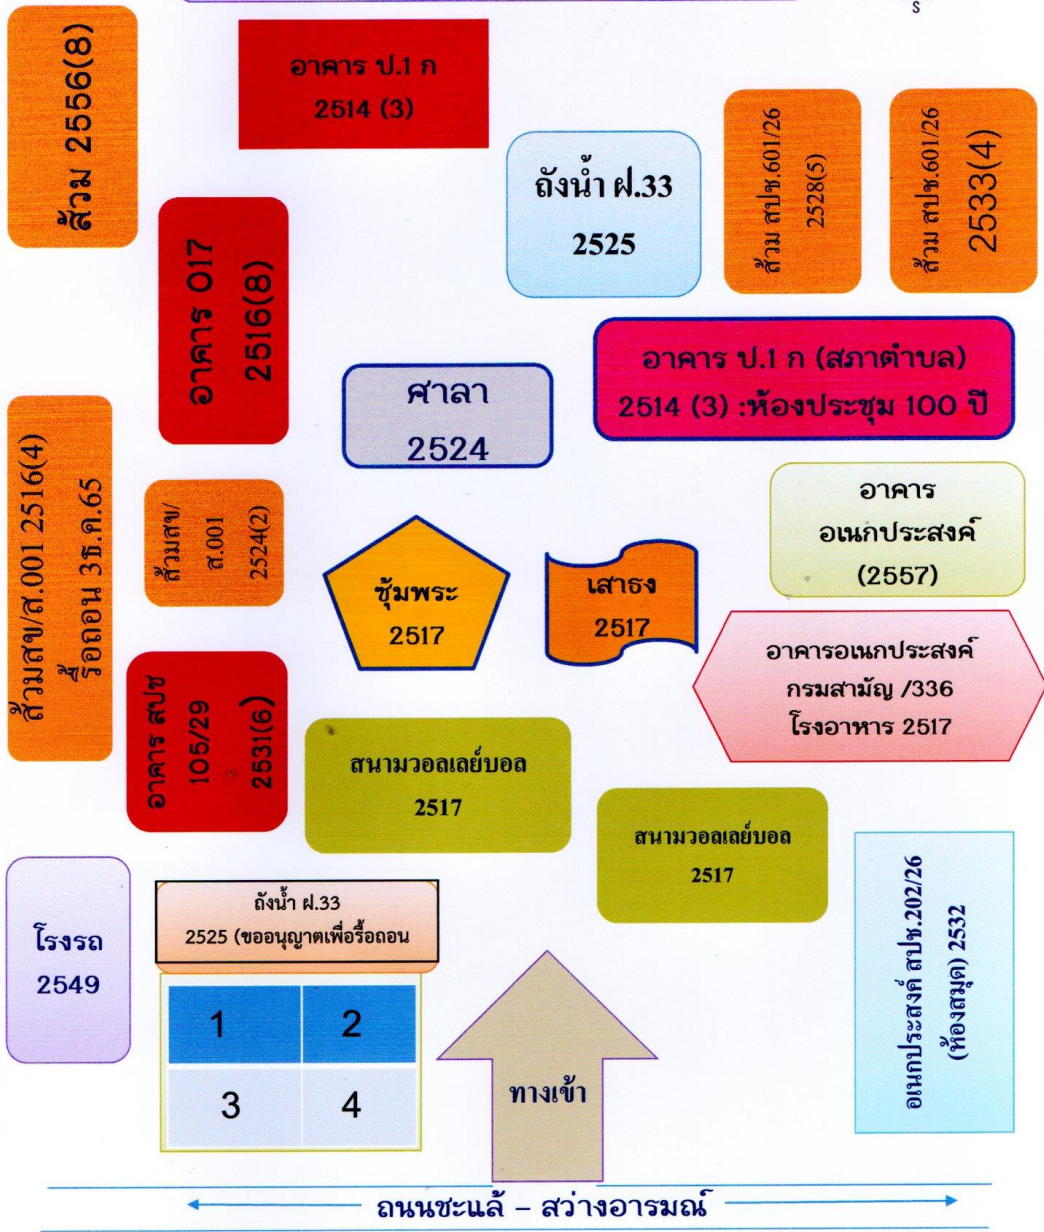 s
ส้วม 2556(8)
อาคาร ป.1 ก
2514 (3)
ถังน้ำ ฝ.33
2525
ส้วม สปช.601/26
2528(5)
ส้วม สปช.601/26
2533(4)
อาคาร 017
2516(8)
ศาลา
2524
อาคาร ป.1 ก (สภาตำบล)
2514 (3) :ห้องประชุม 100 ปี
ส้วมสข/ส.001 2516(4)
รื้อถอน 3ธ.ค.65
ส้วมสข/
ส.001
2524(2)
ซุ้มพระ
2517
เสาธง
2517
อาคาร
อเนกประสงค์
(2557)
อาคารอเนกประสงค์
กรมสามัญ /336
โรงอาหาร 2517
อาคาร สปช
105/29
2531(6)
สนามวอลเลย์บอล
2517
สนามวอลเลย์บอล
2517
โรงรถ
2549
ถังน้ำ ฝ.33
2525 (ขออนุญาตเพื่อรื้อถอน
1 2
3 4
ทางเข้า
อเนกประสงค์ สปช.202/26
(ห้องสมุด) 2532
ถนนชะแล้ – สว่างอารมณ์